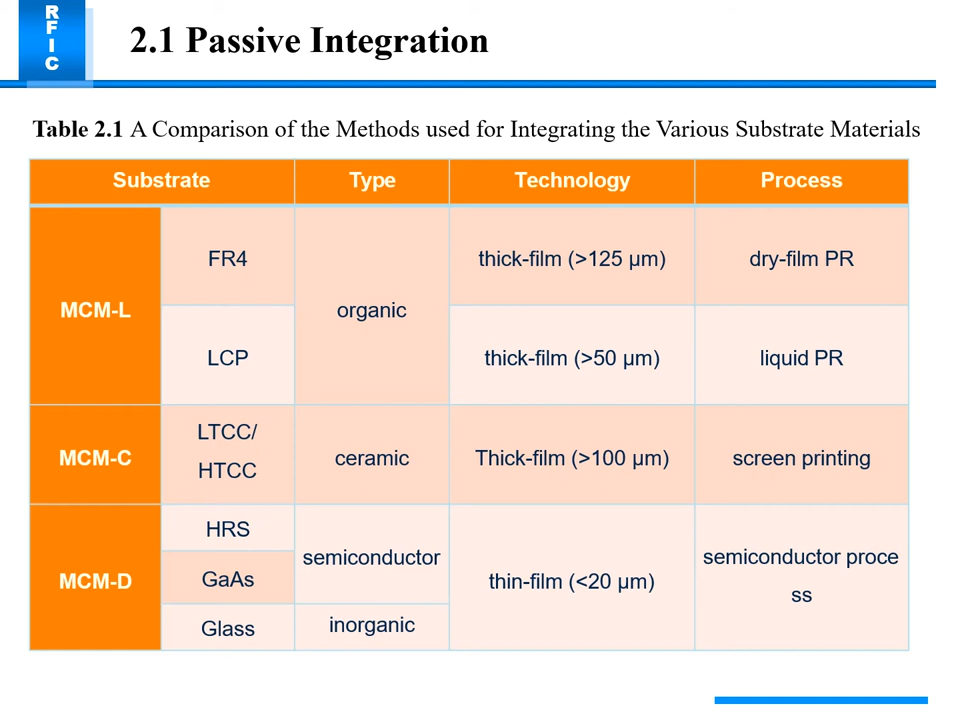 R
F
I
C
2.1 Passive Integration
Table 2.1 A Comparison of the Methods used for Integrating the Various Substrate Materials
Substrate Type Technology Process
MCM-L
FR4
organic
thick-film (>125 μm)
dry-film PR
LCP
thick-film (>50 μm)
liquid PR
MCM-C
LTCC/
HTCC
ceramic
Thick-film (>100 μm)
screen printing
MCM-D
HRS
semiconductor
GaAs
Glass
inorganic
thin-film (<20 μm)
semiconductor proce
ss